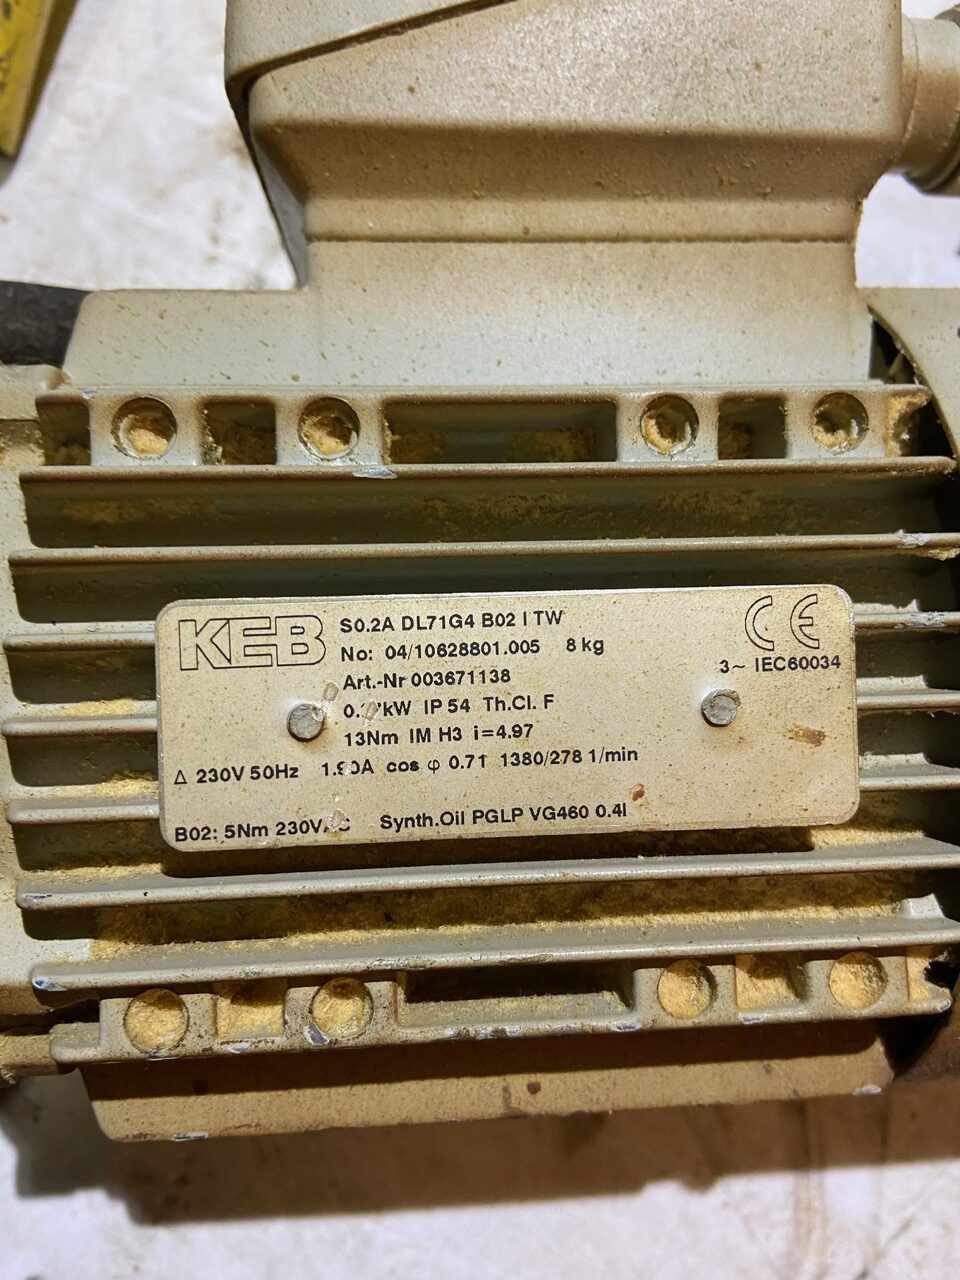 KEB
S0.2A DL71G4 B02 I TW
No: 04/10628801.005 8 kg
Art.-Nr 003671138
IP 54 Th.Cl. F
13Nm IM H3 i=4.97
Δ 230V 50Hz cos φ 0.71 1380/278 1/min
B02: 5Nm Synth.Oil PGLP VG460 0.4l
CE
3~ IEC60034